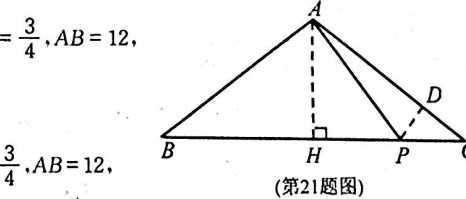 = 3/4, AB = 12,
A
D
B H P C
3/4, AB = 12,
(第21题图)